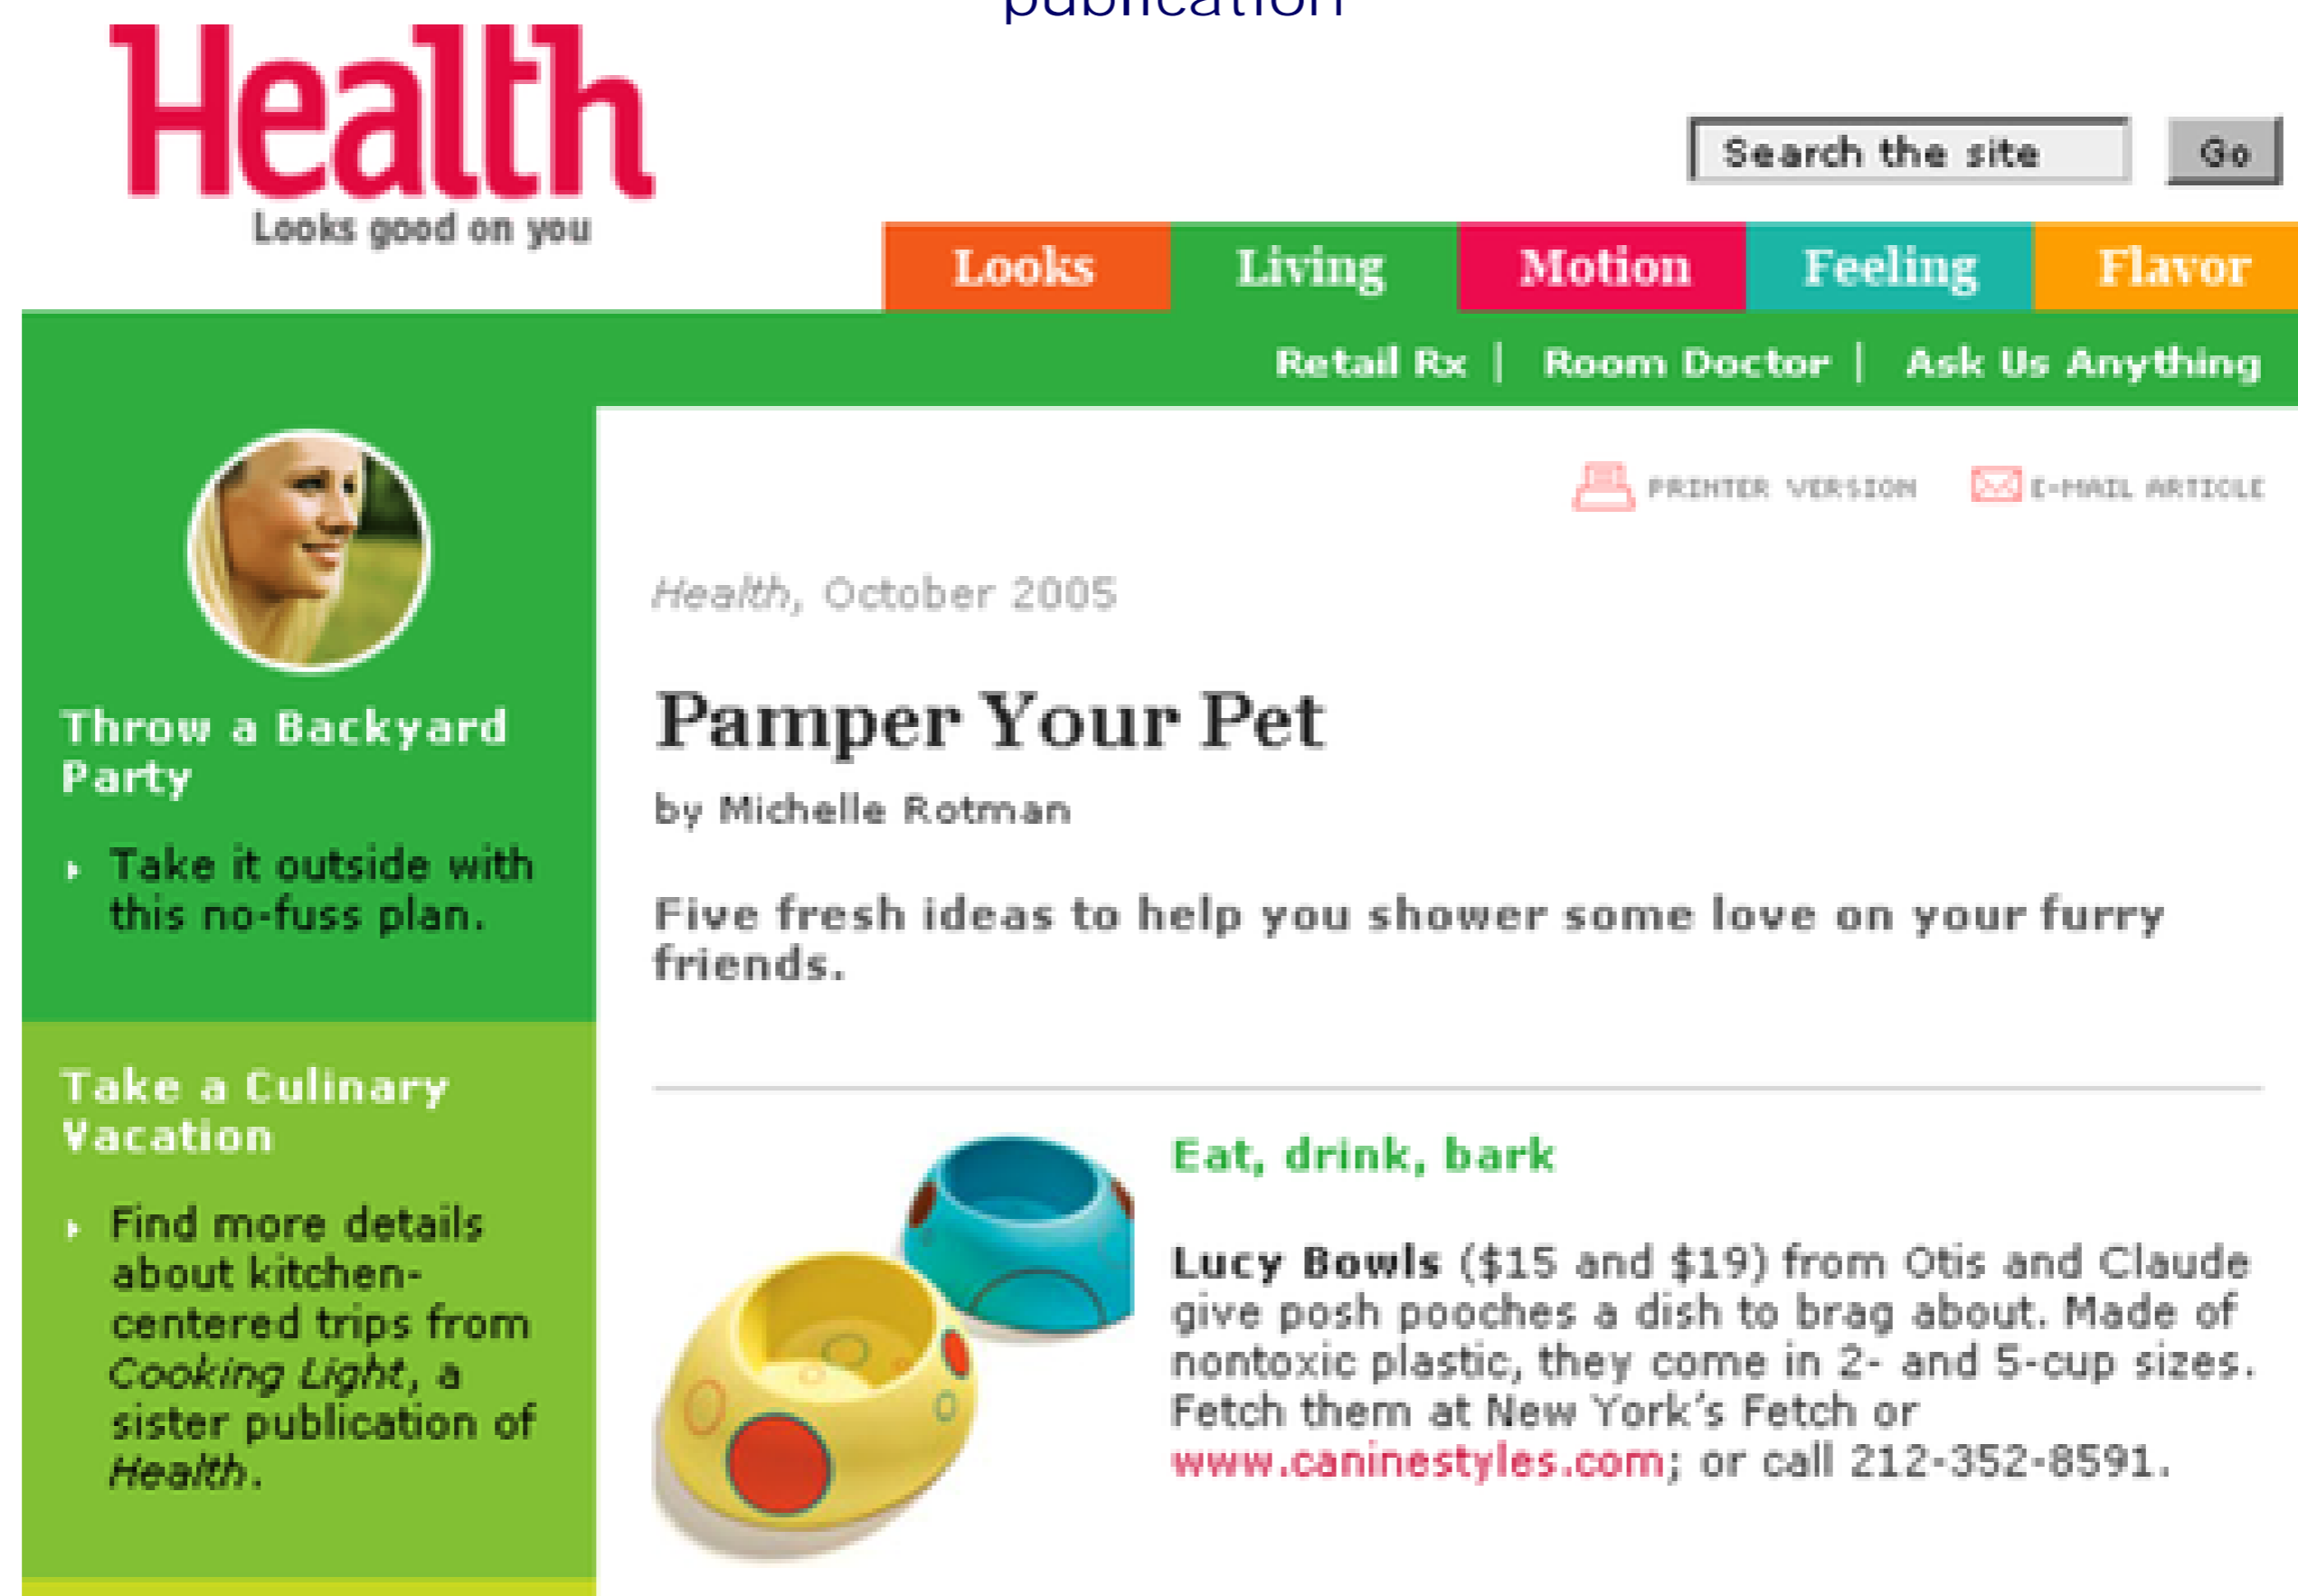 publication
Health
Looks good on you
Search the site
Go
Looks
Living
Motion
Feeling
Flavor
Retail Rx | Room Doctor | Ask Us Anything
PRINTER VERSION
E-MAIL ARTICLE
Throw a Backyard
Party
Take it outside with
this no-fuss plan.
Take a Culinary
Vacation
Find more details
about kitchen-
centered trips from
Cooking Light, a
sister publication of
Health.
Health, October 2005
Pamper Your Pet
by Michelle Rotman
Five fresh ideas to help you shower some love on your furry
friends.
Eat, drink, bark
Lucy Bowls ($15 and $19) from Otis and Claude
give posh pooches a dish to brag about. Made of
nontoxic plastic, they come in 2- and 5-cup sizes.
Fetch them at New York's Fetch or
www.caninestyles.com; or call 212-352-8591.